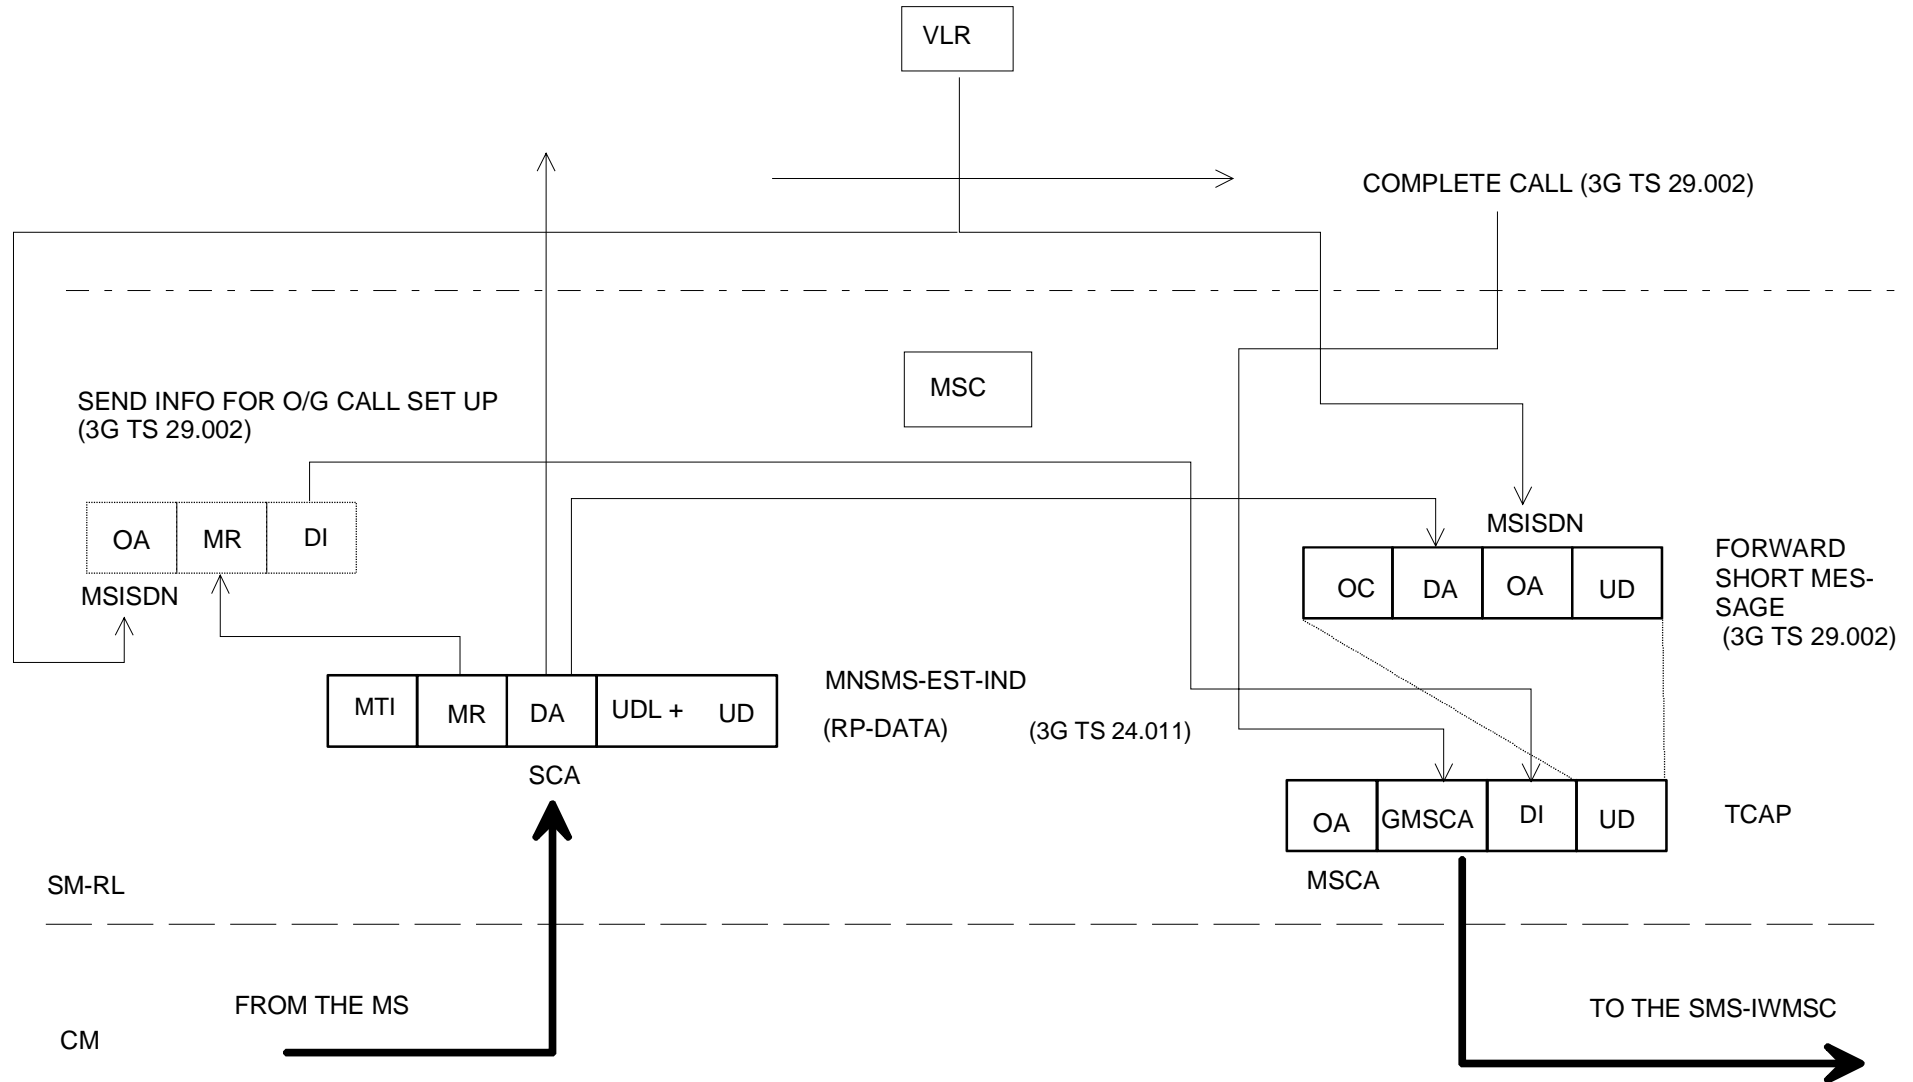 VLR
COMPLETE CALL (3G TS 29.002)
MSC
SEND INFO FOR O/G CALL SET UP
(3G TS 29.002)
OA MR DI
MSISDN
MSISDN
OC DA OA UD
FORWARD
SHORT MES-
SAGE
(3G TS 29.002)
MTI MR DA UDL + UD
MNSMS-EST-IND
(RP-DATA) (3G TS 24.011)
SCA
OA GMSCA DI UD
TCAP
MSCA
SM-RL
FROM THE MS
TO THE SMS-IWMSC
CM